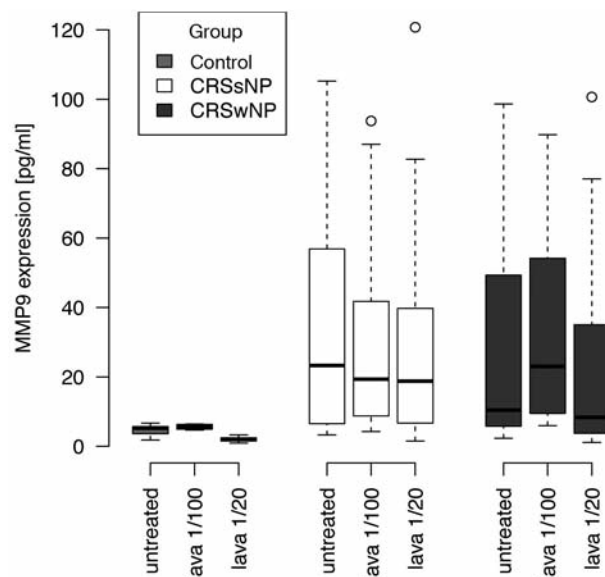 Group
Control
CRSsNP
CRSwNP
MMP9 expression [pg/ml]
120
100
80
60
40
20
0
untreated
ava 1/100
lava 1/20
untreated
ava 1/100
lava 1/20
untreated
ava 1/100
lava 1/20